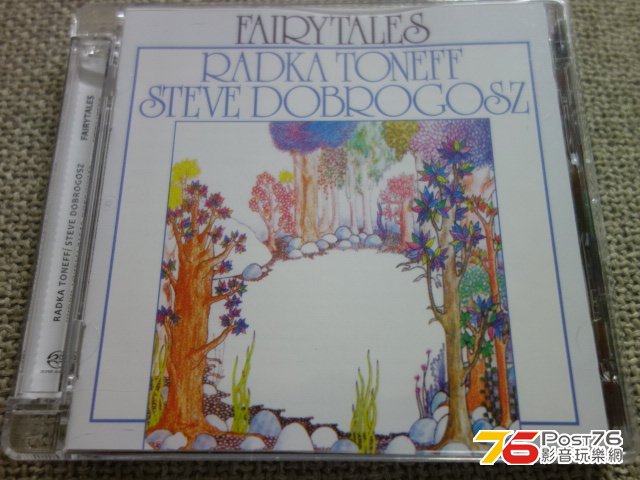 FAIRYTALES
RADKA TONEFF
STEVE DOBROGOSZ
RADKA TONEFF/ STEVE DOBROGOSZ FAIRYTALES
76 Post76
影音玩樂網